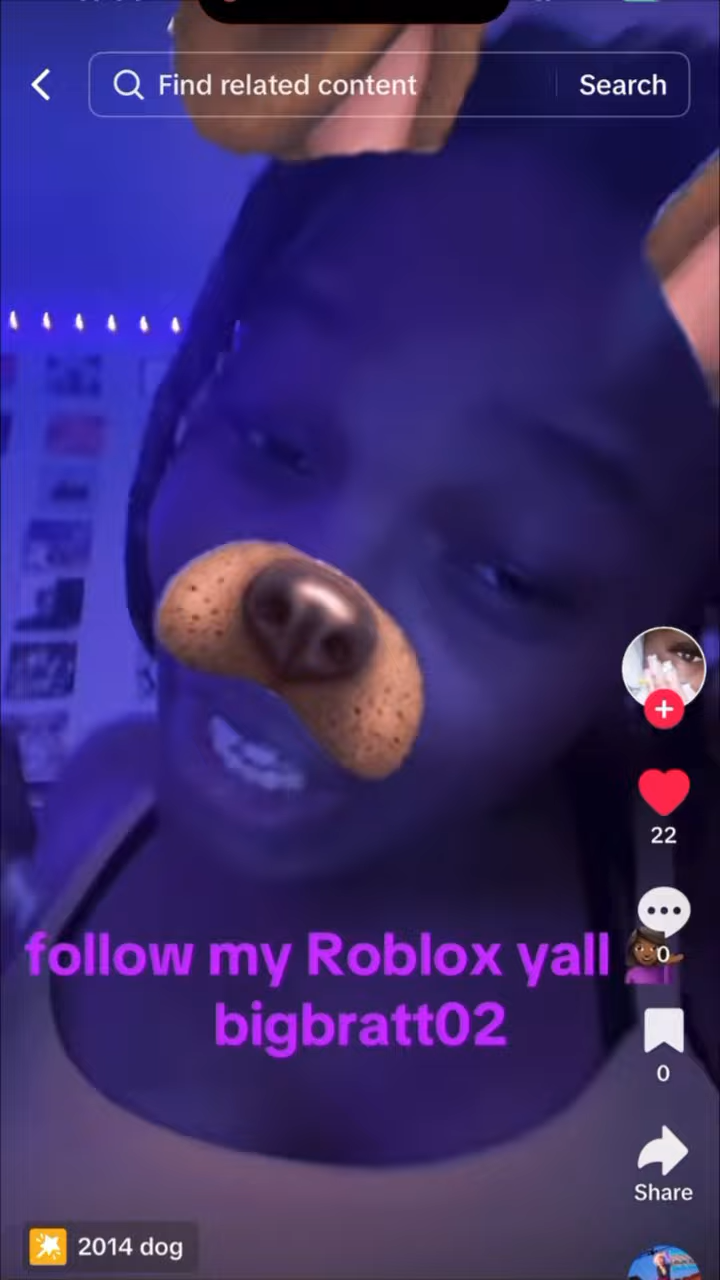 Find related content
Search
22
follow my Roblox yall 💁🏾‍♀️
bigbratt02
0
0
Share
2014 dog